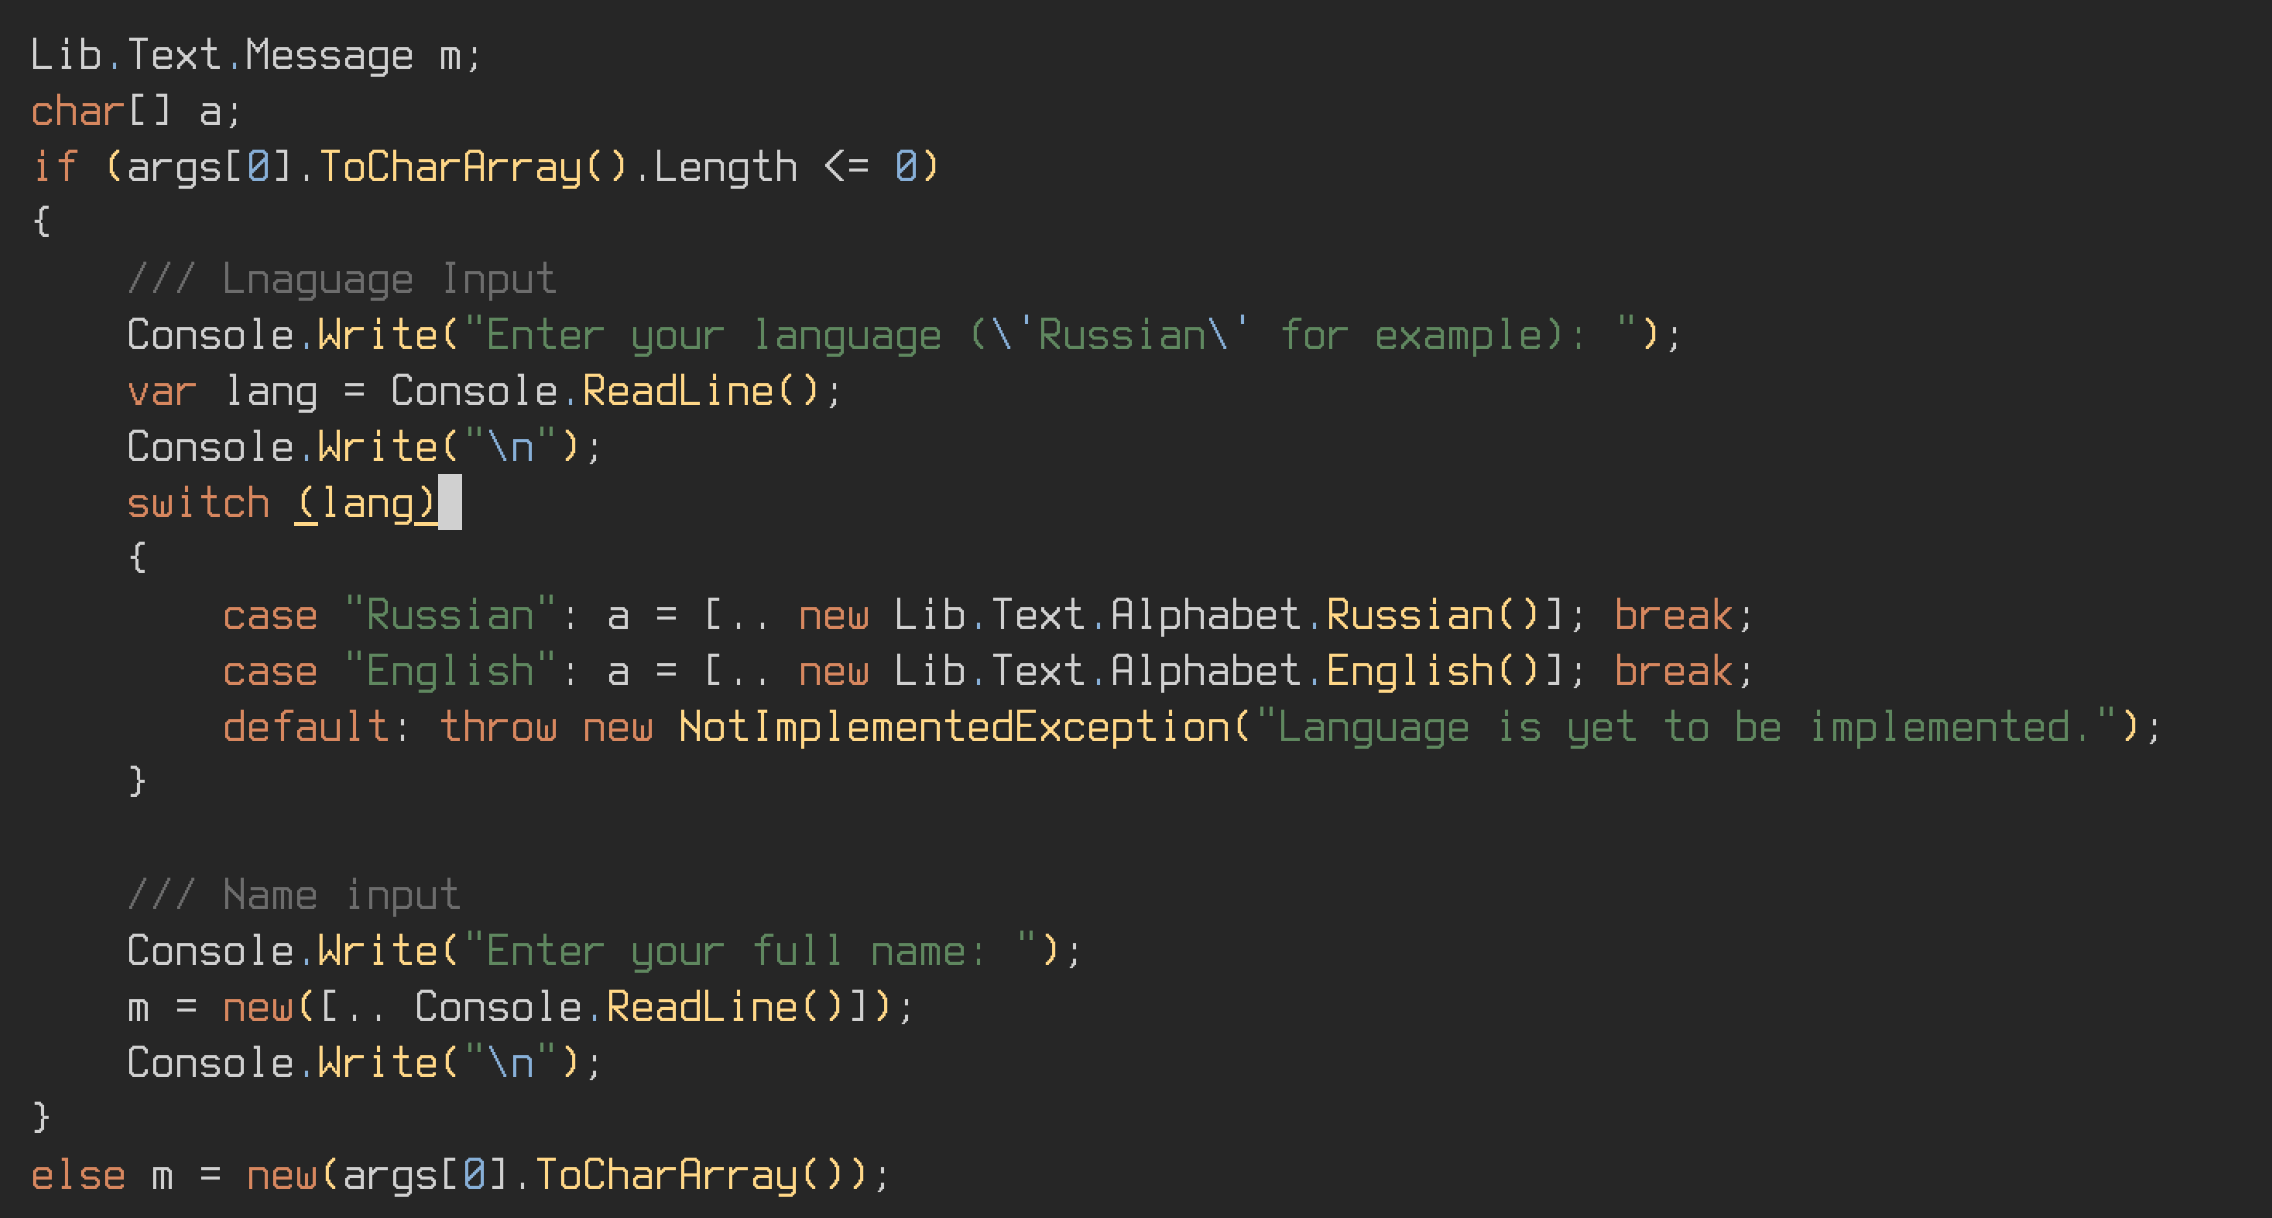 Lib.Text.Message m;
char[] a;
if (args[0].ToCharArray().Length <= 0)
{
    /// Lnaguage Input
    Console.Write("Enter your language (\'Russian\' for example): ");
    var lang = Console.ReadLine();
    Console.Write("\n");
    switch (lang)
    {
        case "Russian": a = [.. new Lib.Text.Alphabet.Russian()]; break;
        case "English": a = [.. new Lib.Text.Alphabet.English()]; break;
        default: throw new NotImplementedException("Language is yet to be implemented.");
    }

    /// Name input
    Console.Write("Enter your full name: ");
    m = new([.. Console.ReadLine()]);
    Console.Write("\n");
}
else m = new(args[0].ToCharArray());